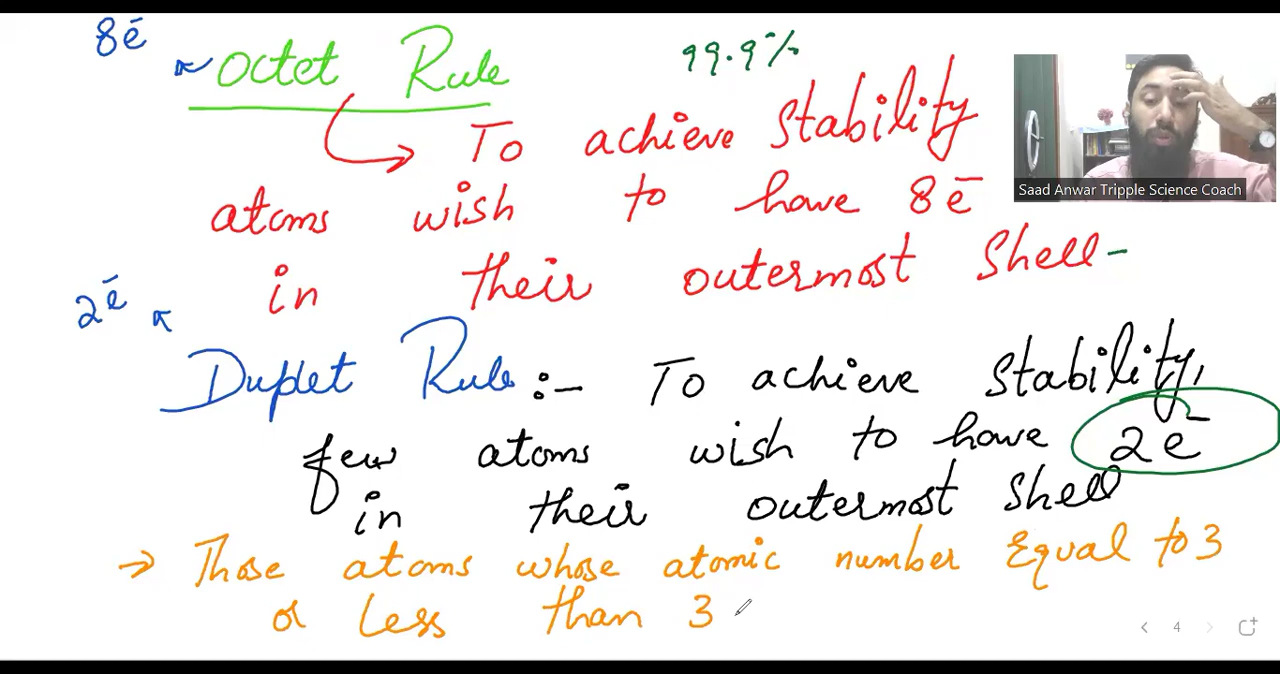 8ē
Octet Rule
99.9%
To achieve stability
atoms wish to have 8ē
in their outermost Shell-
2ē
Duplet Rule :- To achieve stability,
few atoms wish to have 2ē
in their outermost shell
→ Those atoms whose atomic number Equal to 3
or Less than 3
Saad Anwar Tripple Science Coach
4